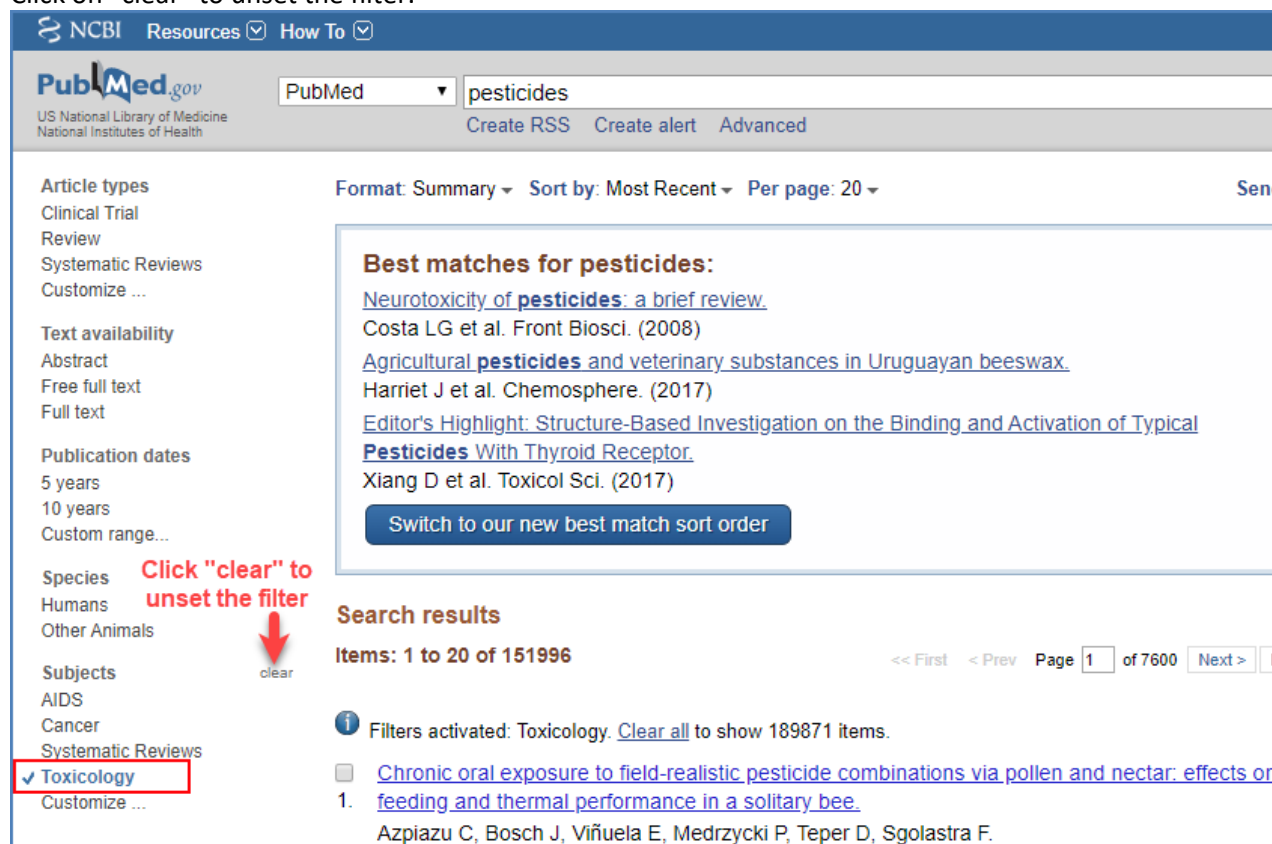 Click on "clear" to unset the filter.
NCBI Resources How To
PubMed.gov
US National Library of Medicine
National Institutes of Health
PubMed pesticides
Create RSS Create alert Advanced
Article types
Clinical Trial
Review
Systematic Reviews
Customize ...
Text availability
Abstract
Free full text
Full text
Publication dates
5 years
10 years
Custom range...
Species
Humans
Other Animals
Click "clear" to
unset the filter
Subjects clear
AIDS
Cancer
Systematic Reviews
Toxicology
Customize ...
Format: Summary Sort by: Most Recent Per page: 20
Best matches for pesticides:
Neurotoxicity of pesticides: a brief review.
Costa LG et al. Front Biosci. (2008)
Agricultural pesticides and veterinary substances in Uruguayan beeswax.
Harriet J et al. Chemosphere. (2017)
Editor's Highlight: Structure-Based Investigation on the Binding and Activation of Typical
Pesticides With Thyroid Receptor.
Xiang D et al. Toxicol Sci. (2017)
Switch to our new best match sort order
Search results
Items: 1 to 20 of 151996 << First < Prev Page 1 of 7600 Next >
Filters activated: Toxicology. Clear all to show 189871 items.
Chronic oral exposure to field-realistic pesticide combinations via pollen and nectar: effects on
1. feeding and thermal performance in a solitary bee.
Azpiazu C, Bosch J, Viñuela E, Medrzycki P, Teper D, Sgolastra F.